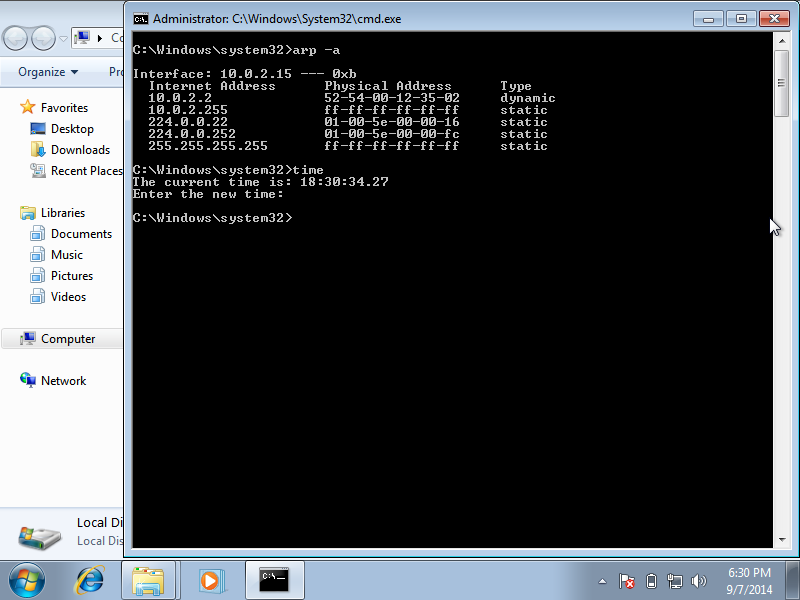 Administrator: C:\Windows\System32\cmd.exe
Organize
Favorites
Desktop
Downloads
Recent Places
Libraries
Documents
Music
Pictures
Videos
Computer
Network
Local Dis
C:\Windows\system32>arp -a
Interface: 10.0.2.15 --- 0xb
Internet Address Physical Address Type
10.0.2.2 52-54-00-12-35-02 dynamic
10.0.2.255 ff-ff-ff-ff-ff-ff static
224.0.0.22 01-00-5e-00-00-16 static
224.0.0.252 01-00-5e-00-00-fc static
255.255.255.255 ff-ff-ff-ff-ff-ff static
C:\Windows\system32>time
The current time is: 18:30:34.27
Enter the new time:
C:\Windows\system32>
6:30 PM
9/7/2014